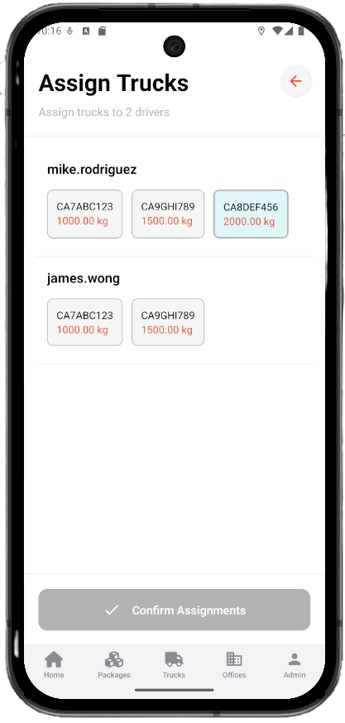 0:16
Assign Trucks
Assign trucks to 2 drivers
mike.rodriguez
CA7ABC123 CA9GHI789 CA8DEF456
1000.00 kg 1500.00 kg 2000.00 kg
james.wong
CA7ABC123 CA9GHI789
1000.00 kg 1500.00 kg
Confirm Assignments
Home Packages Trucks Offices Admin